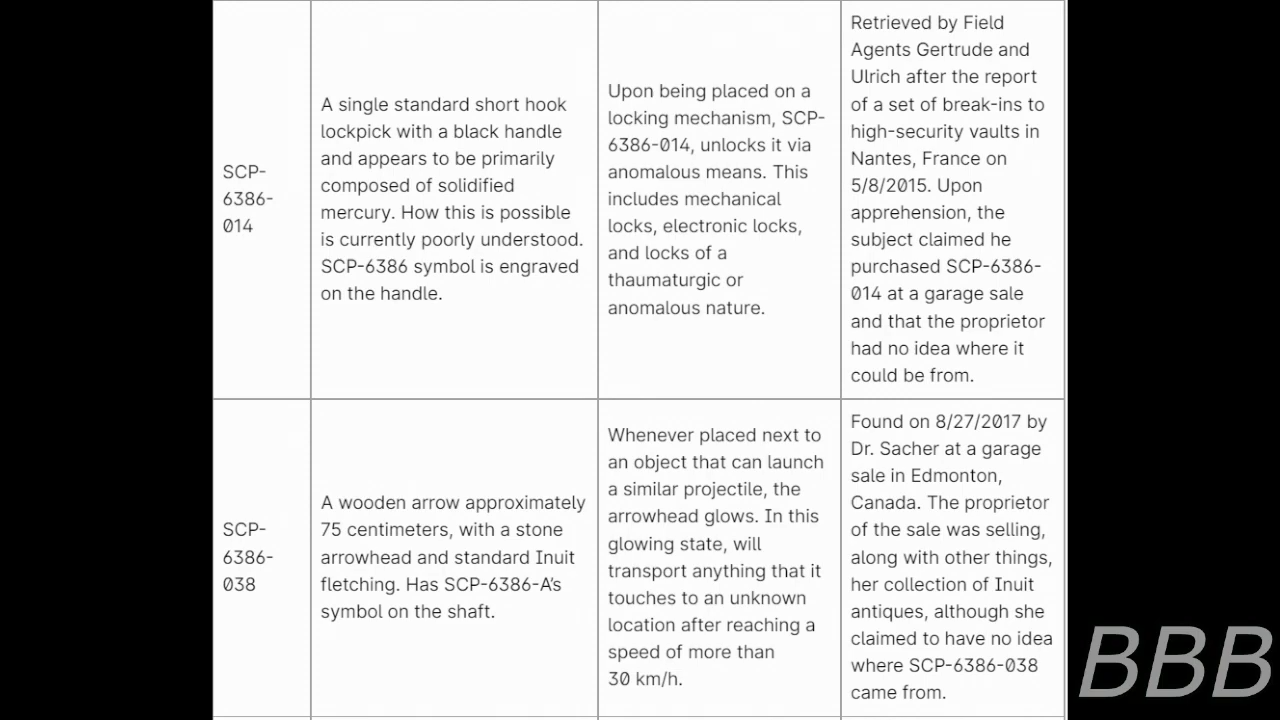 SCP-
6386-
014
A single standard short hook
lockpick with a black handle
and appears to be primarily
composed of solidified
mercury. How this is possible
is currently poorly understood.
SCP-6386 symbol is engraved
on the handle.
Upon being placed on a
locking mechanism, SCP-
6386-014, unlocks it via
anomalous means. This
includes mechanical
locks, electronic locks,
and locks of a
thaumaturgic or
anomalous nature.
Retrieved by Field
Agents Gertrude and
Ulrich after the report
of a set of break-ins to
high-security vaults in
Nantes, France on
5/8/2015. Upon
apprehension, the
subject claimed he
purchased SCP-6386-
014 at a garage sale
and that the proprietor
had no idea where it
could be from.
SCP-
6386-
038
A wooden arrow approximately
75 centimeters, with a stone
arrowhead and standard Inuit
fletching. Has SCP-6386-A's
symbol on the shaft.
Whenever placed next to
an object that can launch
a similar projectile, the
arrowhead glows. In this
glowing state, will
transport anything that it
touches to an unknown
location after reaching a
speed of more than
30 km/h.
Found on 8/27/2017 by
Dr. Sacher at a garage
sale in Edmonton,
Canada. The proprietor
of the sale was selling,
along with other things,
her collection of Inuit
antiques, although she
claimed to have no idea
where SCP-6386-038
came from.
BBB